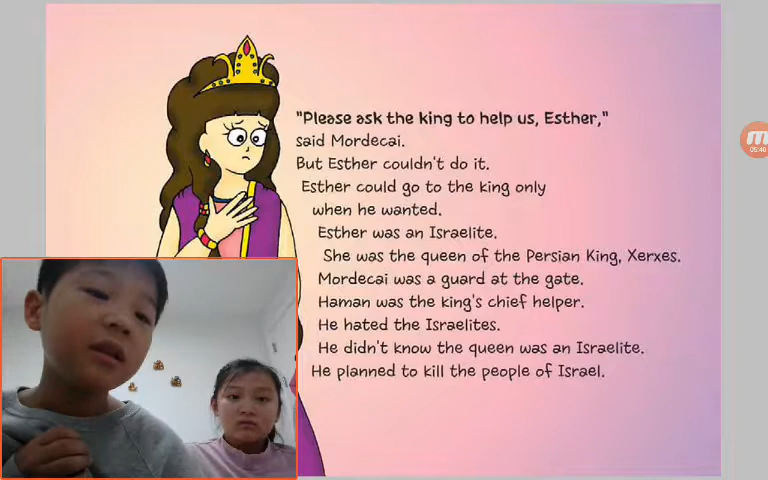 "Please ask the king to help us, Esther,"
said Mordecai.
But Esther couldn't do it.
Esther could go to the king only
when he wanted.
Esther was an Israelite.
She was the queen of the Persian King, Xerxes.
Mordecai was a guard at the gate.
Haman was the king's chief helper.
He hated the Israelites.
He didn't know the queen was an Israelite.
He planned to kill the people of Israel.
05:40